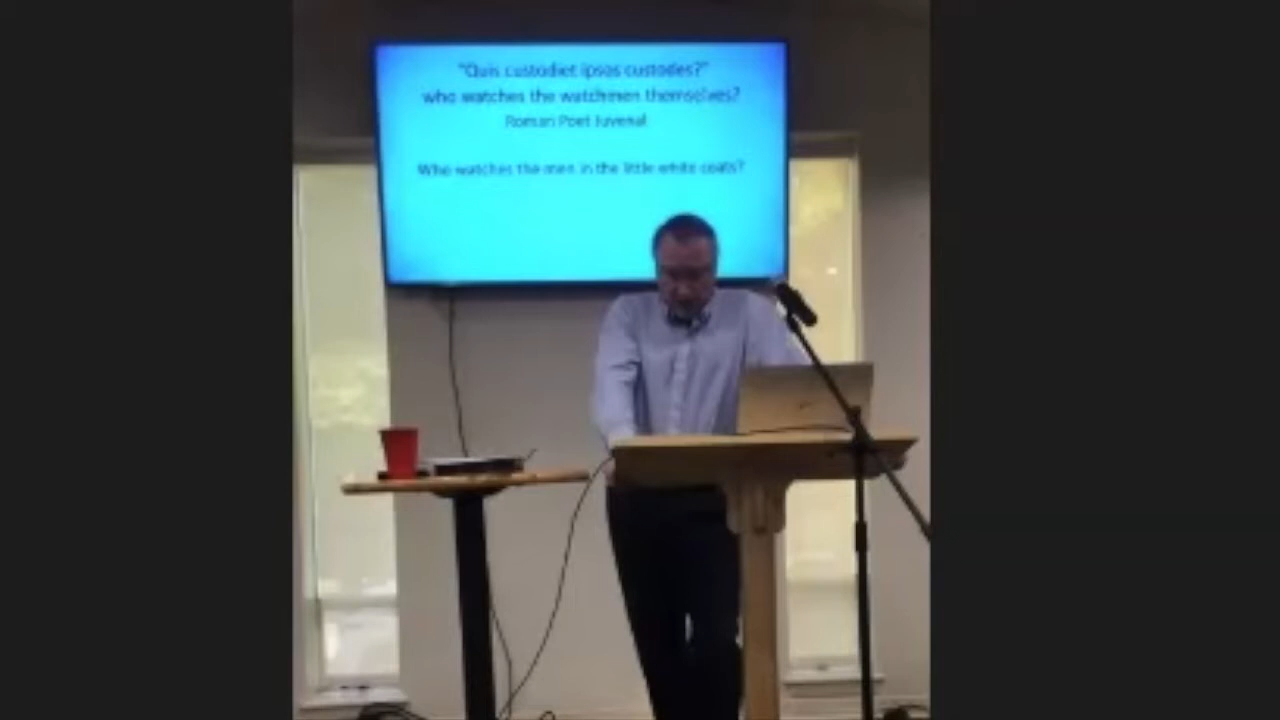 "Quis custodiet ipsos custodes?"
who watches the watchmen themselves?
Roman Poet Juvenal
Who watches the men in the little white coats?